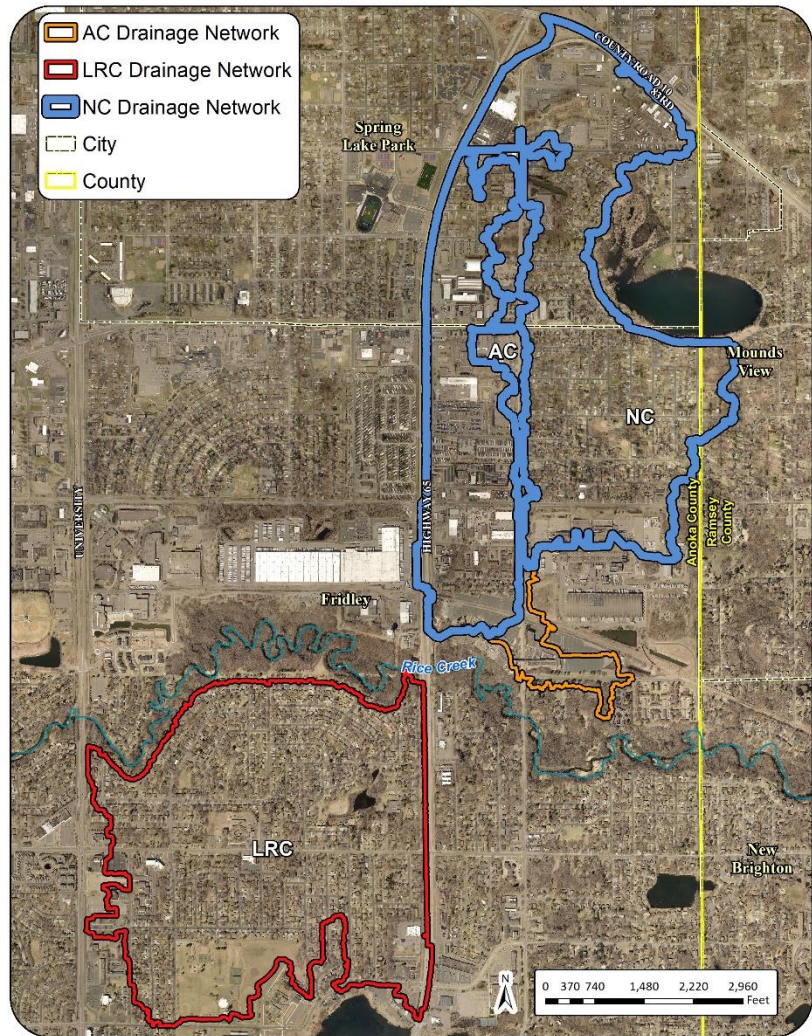 AC Drainage Network
LRC Drainage Network
NC Drainage Network
City
County
COUNTY ROAD 10
83RD
Spring
Lake Park
AC
Mounds
View
NC
HIGHWAY 65
UNIVERSITY
Anoka County
Ramsey
County
Fridley
Rice Creek
LRC
New
Brighton
N
0 370 740 1,480 2,220 2,960
Feet